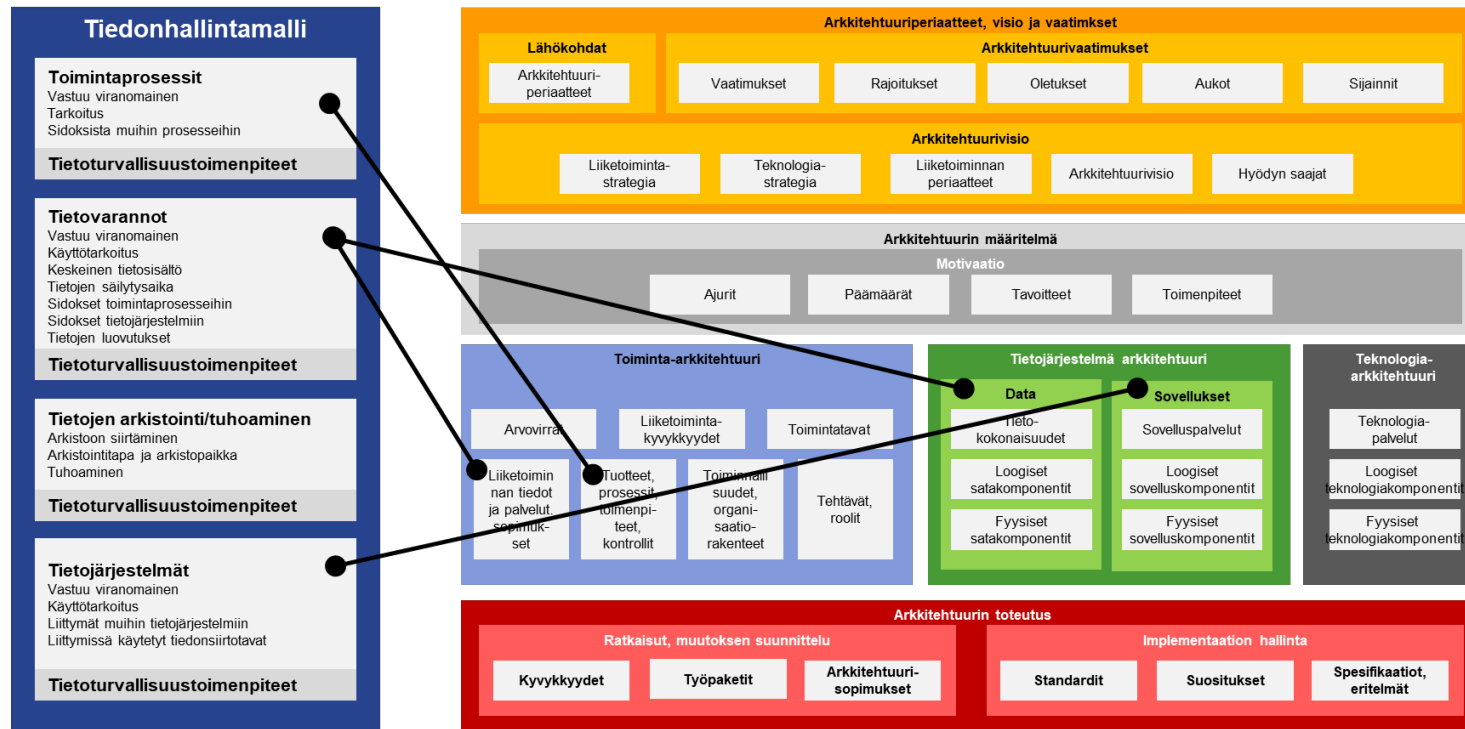 Tiedonhallintamalli
Toimintaprosessit
Vastuu viranomainen
Tarkoitus
Sidoksista muihin prosesseihin
Tietoturvallisuustoimenpiteet
Tietovarannot
Vastuu viranomainen
Käyttötarkoitus
Keskeinen tietosisältö
Tietojen säilytysaika
Sidokset toimintaprosesseihin
Sidokset tietojärjestelmiin
Tietojen luovutukset
Tietoturvallisuustoimenpiteet
Tietojen arkistointi/tuhoaminen
Arkistoon siirtäminen
Arkistointitapa ja arkistopaikka
Tuhoaminen
Tietoturvallisuustoimenpiteet
Tietojärjestelmät
Vastuu viranomainen
Käyttötarkoitus
Liittymät muihin tietojärjestelmiin
Liittymissä käytetyt tiedonsiirtotavat
Tietoturvallisuustoimenpiteet
Arkkitehtuuriperiaatteet, visio ja vaatimkset
Lähökohdat
Arkkitehtuuri-
periaatteet
Arkkitehtuurivaatimukset
Vaatimukset
Rajoitukset
Oletukset
Aukot
Sijainnit
Arkkitehtuurivisio
Liiketoiminta-
strategia
Teknologia-
strategia
Liiketoiminnan
periaatteet
Arkkitehtuurivisio
Hyödyn saajat
Arkkitehtuurin määritelmä
Motivaatio
Ajurit
Päämäärät
Tavoitteet
Toimenpiteet
Toiminta-arkkitehtuuri
Arvovirrat
Liiketoiminta-
kyvykkyydet
Toimintatavat
Liiketoimin
nan tiedot
ja palvelut.
sopimuk-
set
Tuotteet,
prosessit,
toimenpi-
teet,
kontrollit
Toiminnalli
suudet,
organi-
saatio-
rakenteet
Tehtävät,
roolit
Tietojärjestelmä arkkitehtuuri
Data
Tieto-
kokonaisuudet
Loogiset
satakomponentit
Fyysiset
satakomponentit
Sovellukset
Sovelluspalvelut
Loogiset
sovelluskomponentit
Fyysiset
sovelluskomponentit
Teknologia-
arkkitehtuuri
Teknologia-
palvelut
Loogiset
teknologiakomponentit
Fyysiset
teknologiakomponentit
Arkkitehtuurin toteutus
Ratkaisut, muutoksen suunnittelu
Kyvykkyydet
Työpaketit
Arkkitehtuuri-
sopimukset
Implementaation hallinta
Standardit
Suositukset
Spesifikaatiot,
eritelmät